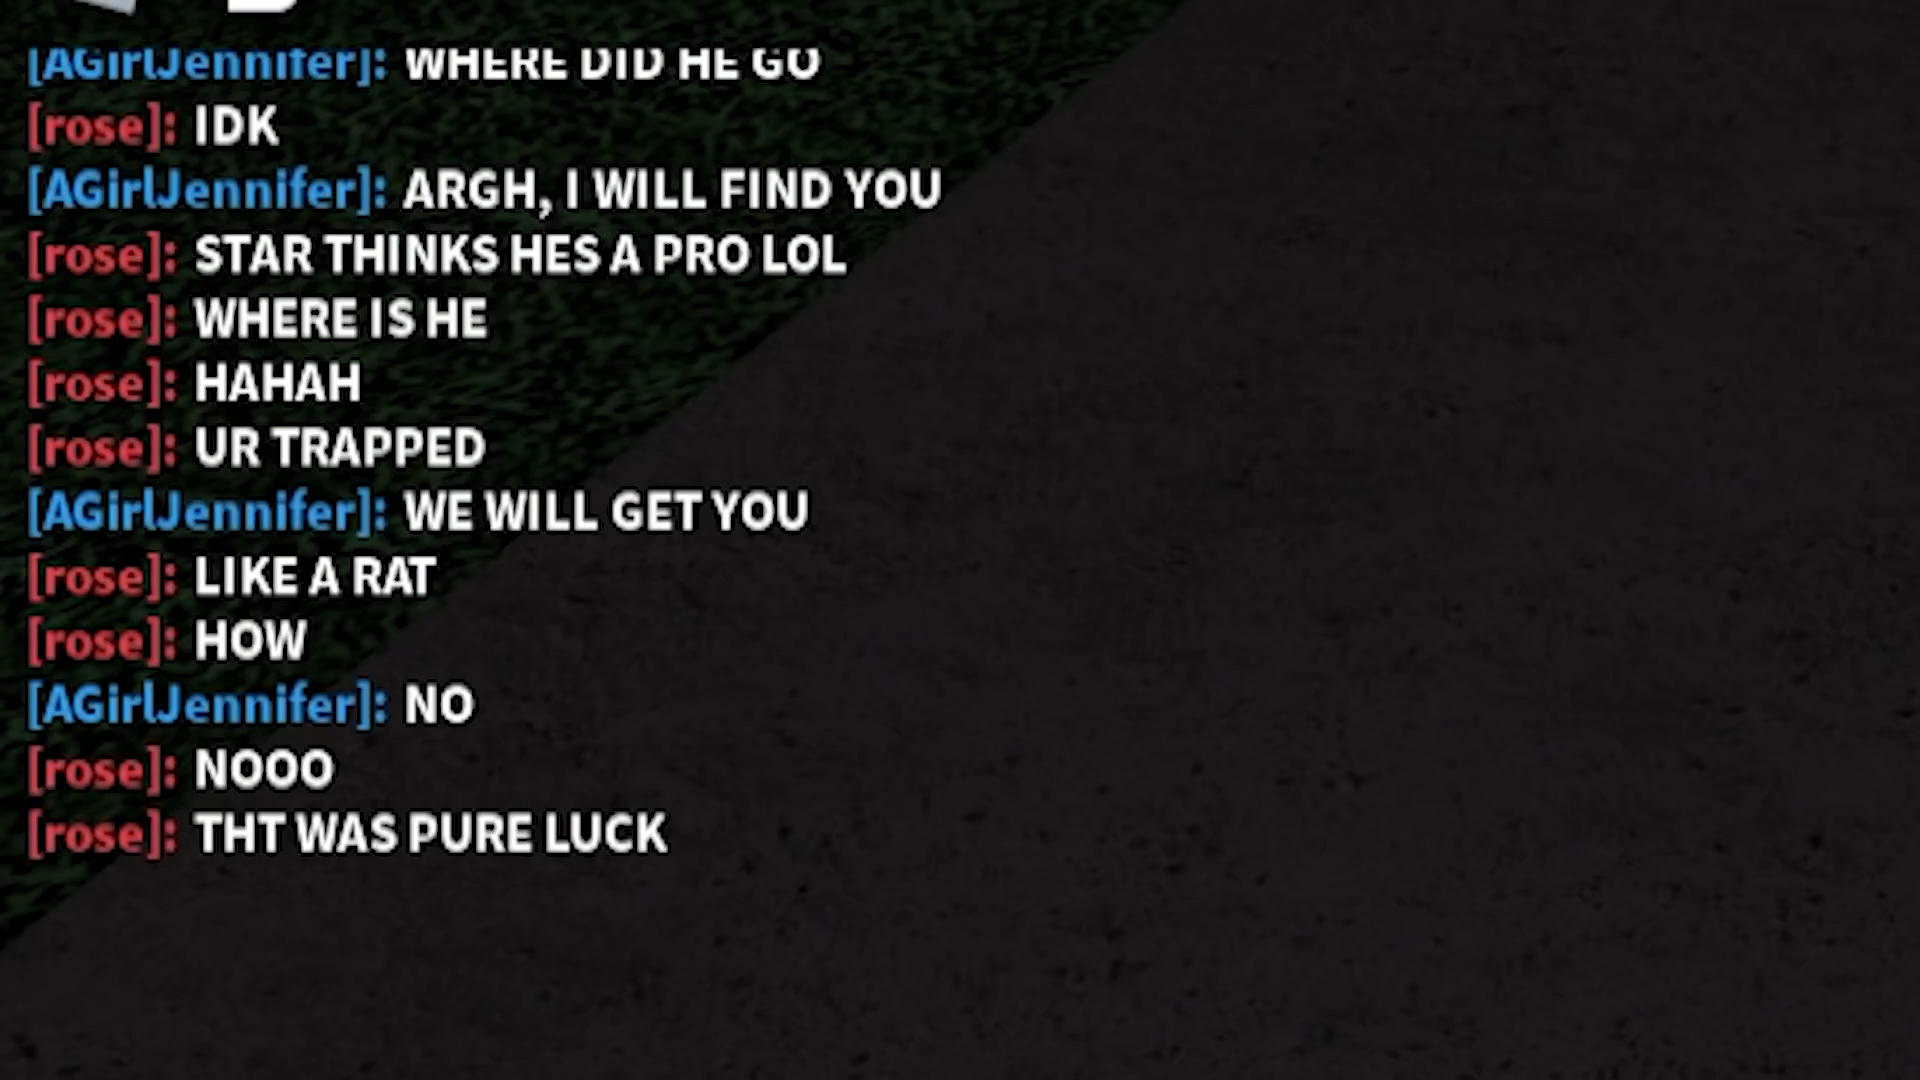 [AGirlJennifer]: WHERE DID HE GO
[rose]: IDK
[AGirlJennifer]: ARGH, I WILL FIND YOU
[rose]: STAR THINKS HES A PRO LOL
[rose]: WHERE IS HE
[rose]: HAHAH
[rose]: UR TRAPPED
[AGirlJennifer]: WE WILL GET YOU
[rose]: LIKE A RAT
[rose]: HOW
[AGirlJennifer]: NO
[rose]: NOOO
[rose]: THT WAS PURE LUCK